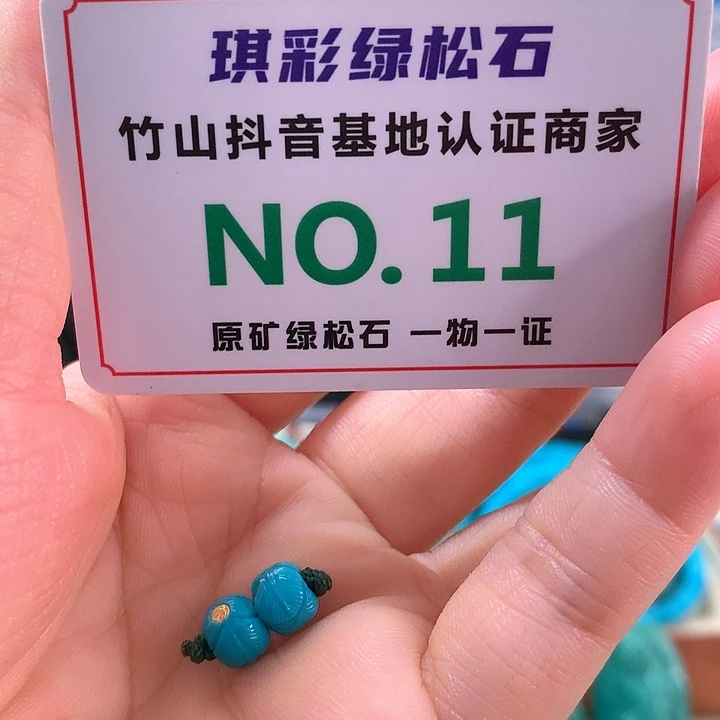 琪彩绿松石
竹山抖音基地认证商家
NO.11
原矿绿松石 一物一证